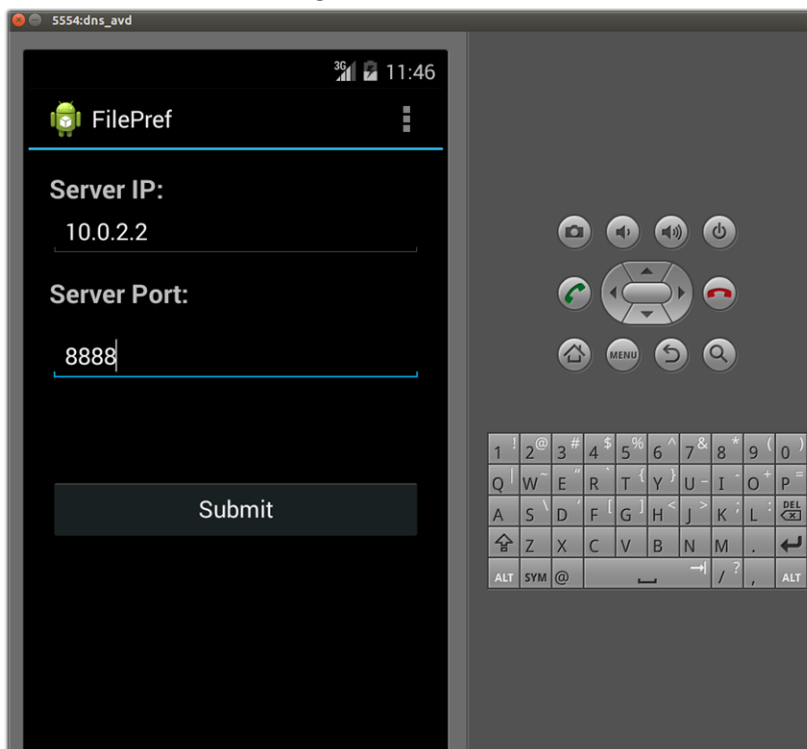 5554:dns_avd
3G 11:46
FilePref
Server IP:
10.0.2.2
Server Port:
8888
Submit
MENU
1 ! 2 @ 3 # 4 $ 5 % 6 ^ 7 & 8 * 9 ( 0 )
Q | W ~ E " R ` T { Y } U - I - O + P =
A S \ D ' F [ G ] H < J > K ; L : DEL
Z X C V B N M .
ALT SYM @ / ? , ALT